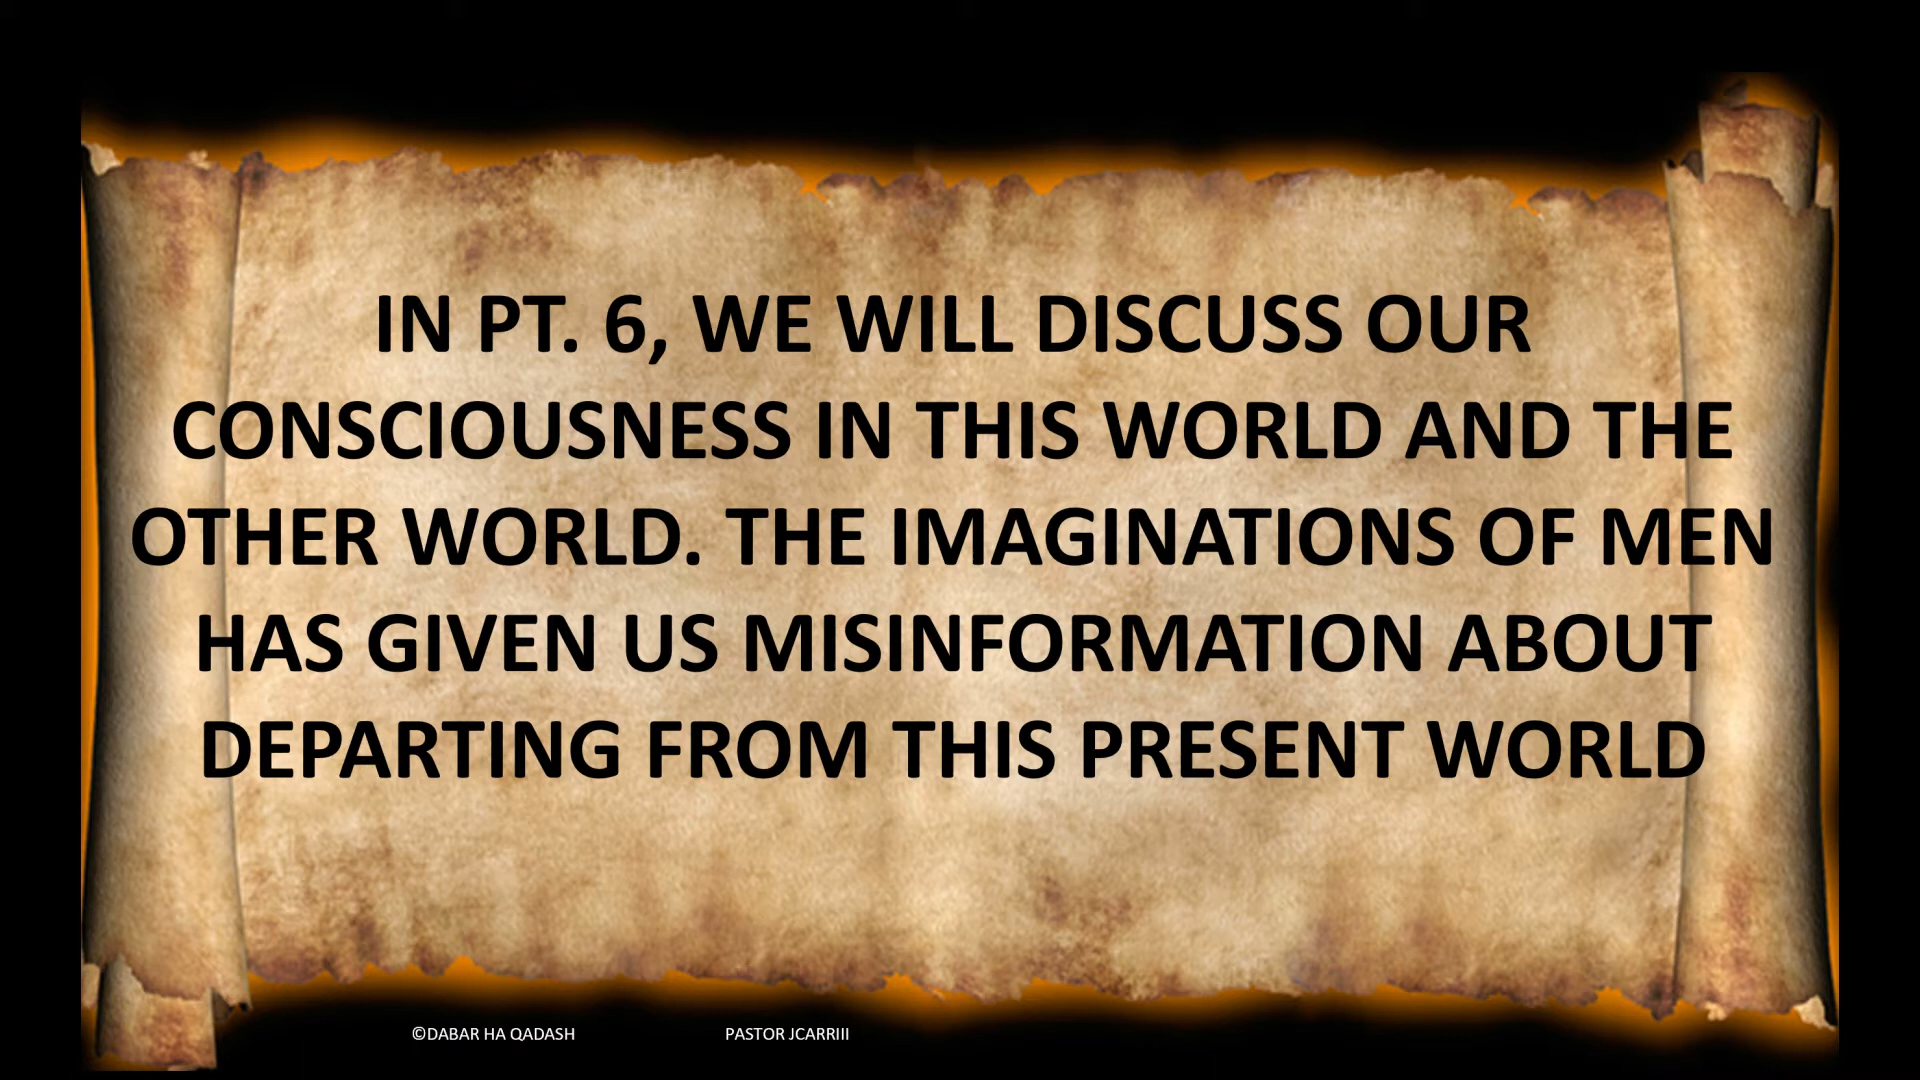 IN PT. 6, WE WILL DISCUSS OUR
CONSCIOUSNESS IN THIS WORLD AND THE
OTHER WORLD. THE IMAGINATIONS OF MEN
HAS GIVEN US MISINFORMATION ABOUT
DEPARTING FROM THIS PRESENT WORLD
©DABAR HA QADASH PASTOR JCARRIII